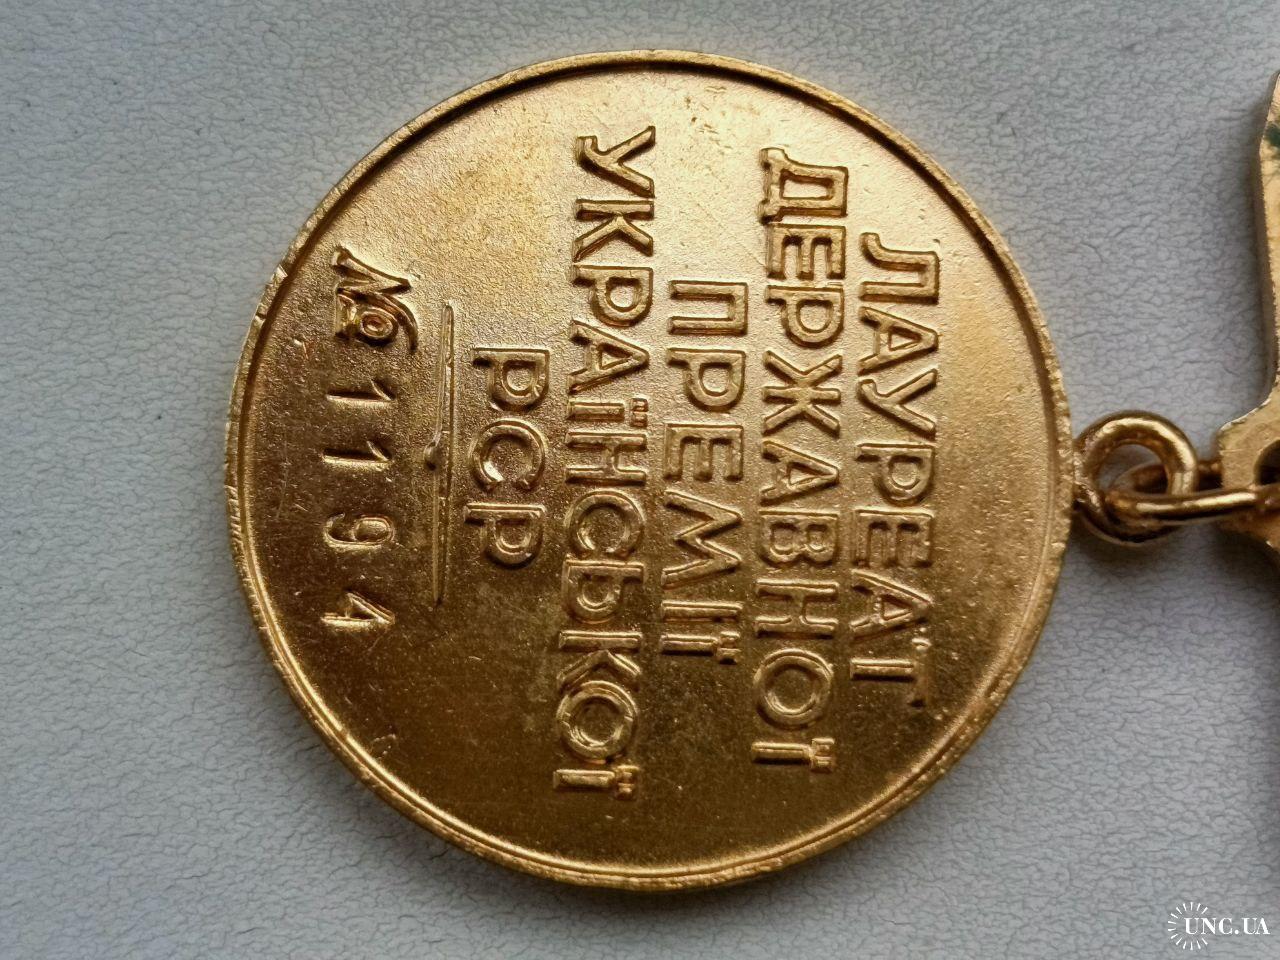 ЛАУРЕАТ
ДЕРЖАВНОЇ
ПРЕМІЇ
УКРАЇНСЬКОЇ
РСР
№ 1194
UNC.UA